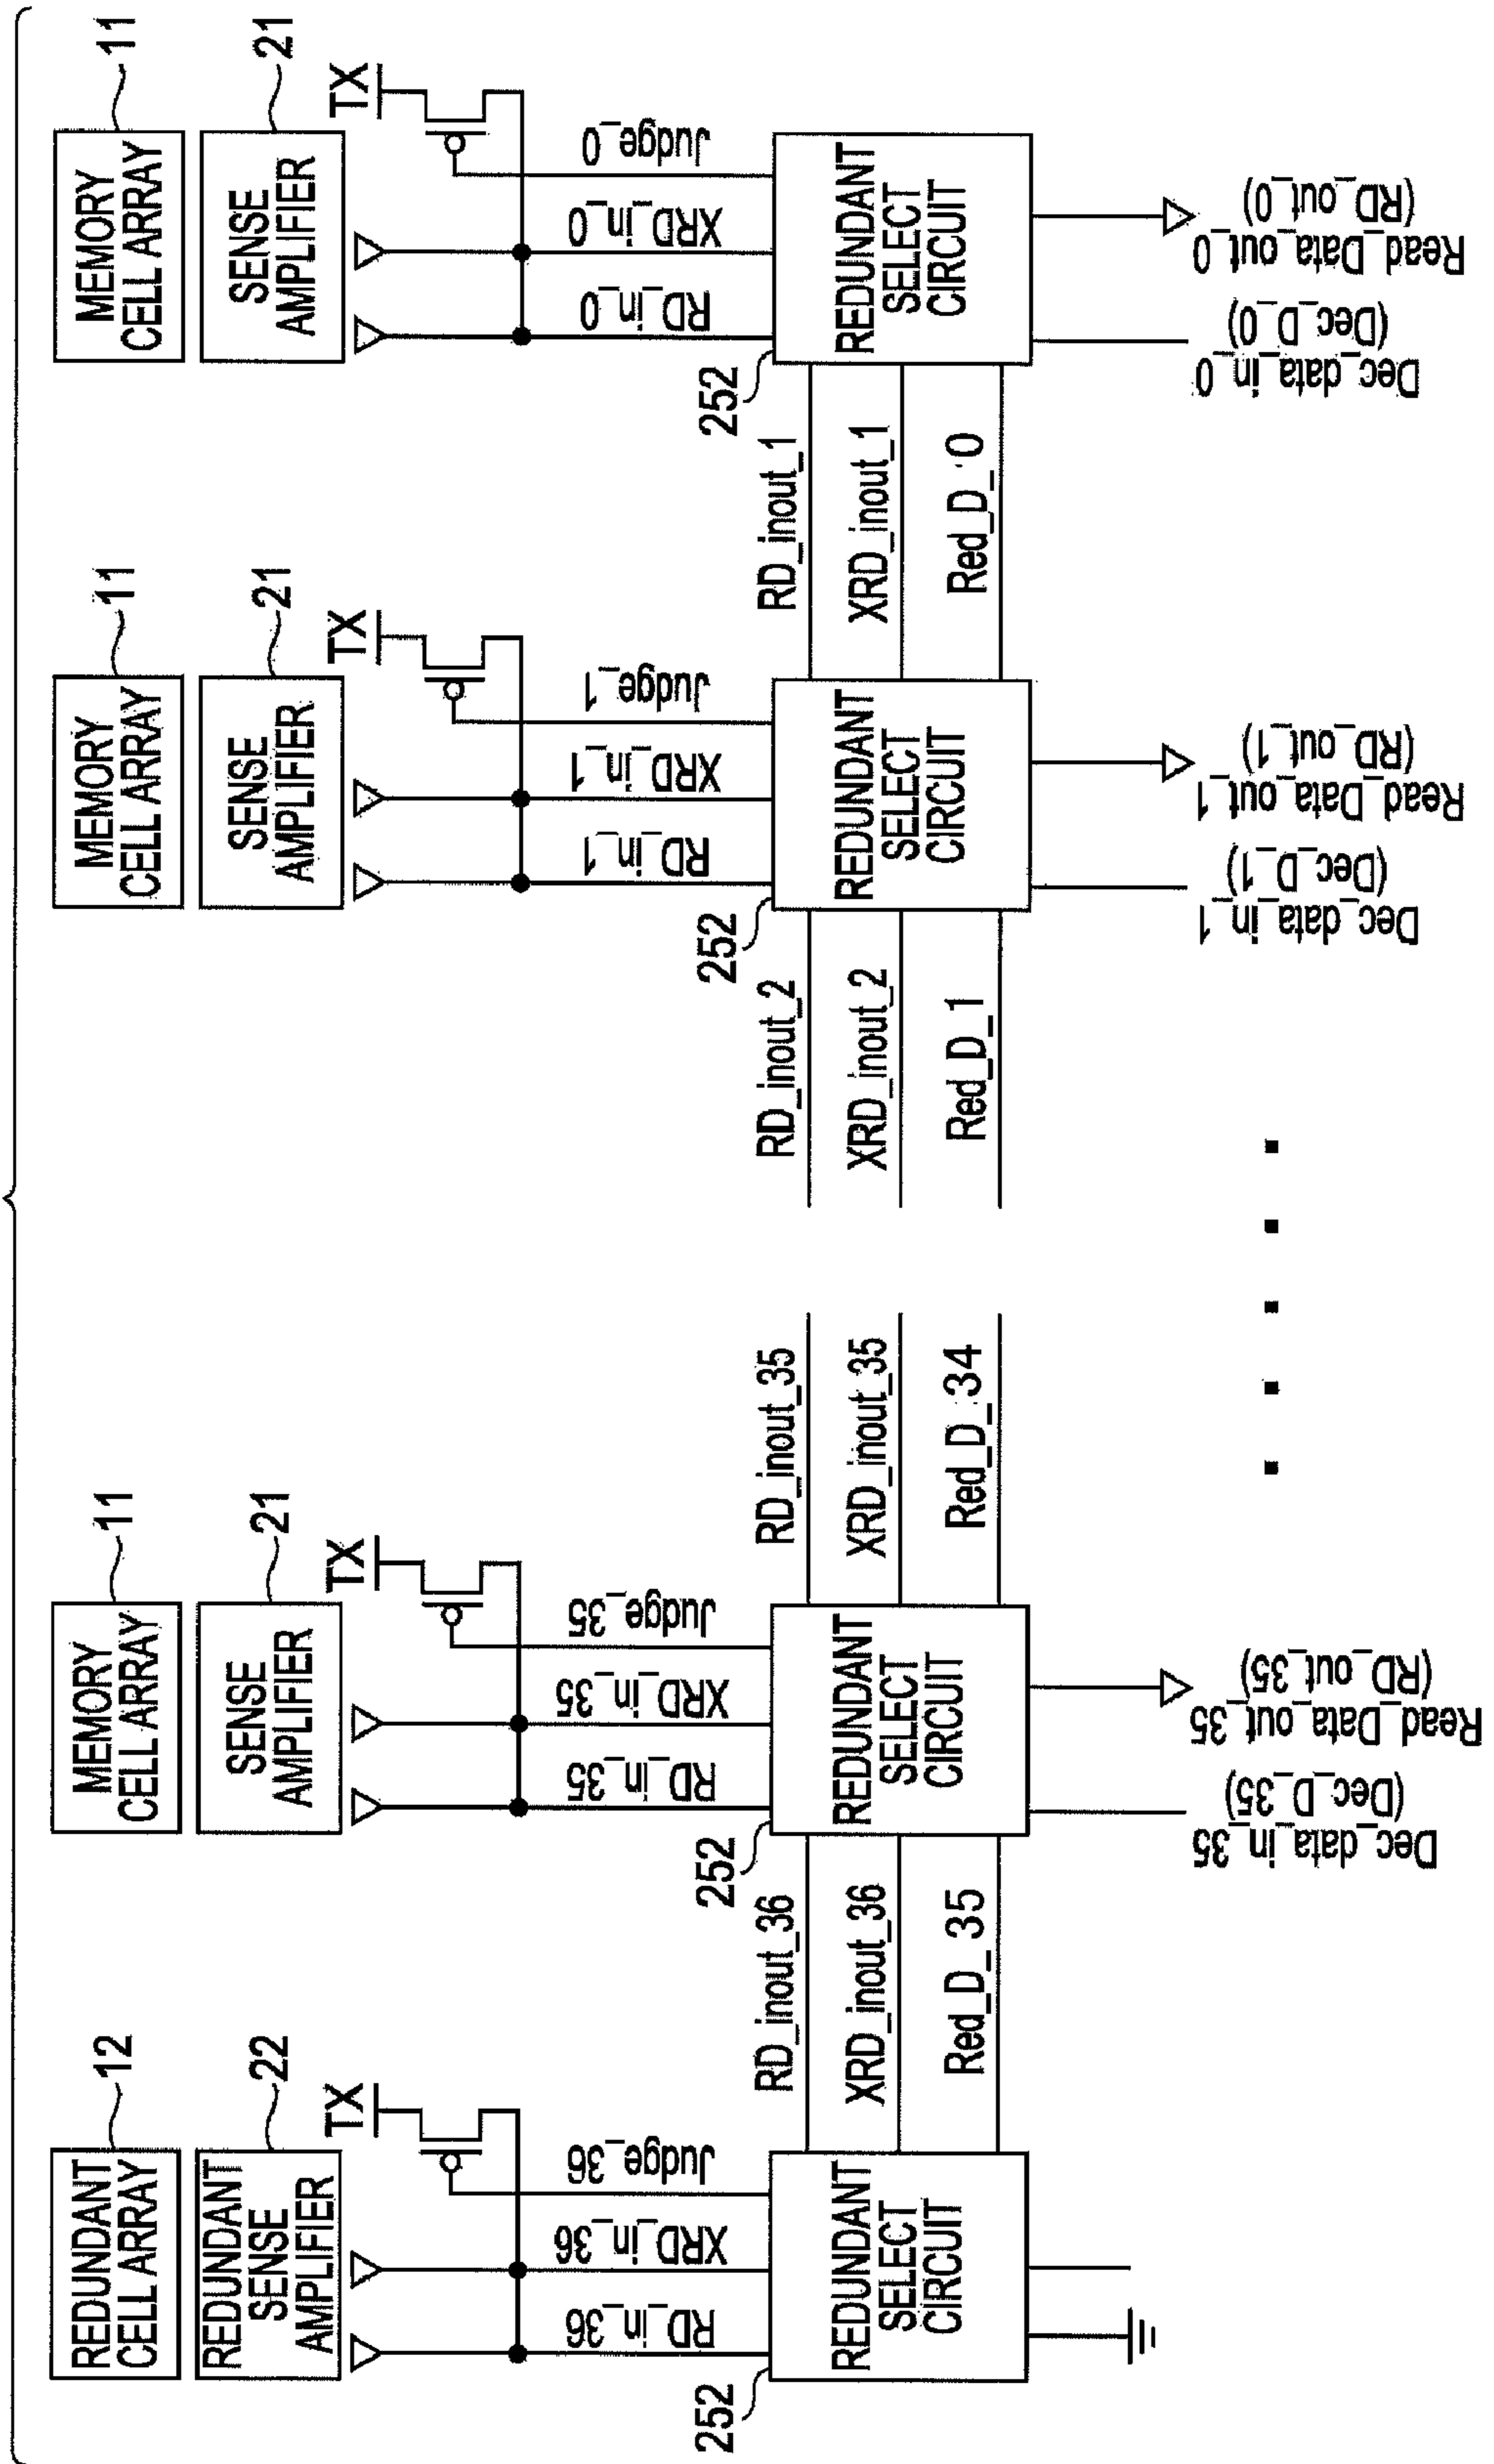 REDUNDANT
CELL ARRAY
12
REDUNDANT
SENSE
AMPLIFIER
22
TX
RD_in_36
XRD_in_36
Judge_36
252
REDUNDANT
SELECT
CIRCUIT
RD_inout_36
XRD_inout_36
Red_D_35
MEMORY
CELL ARRAY
11
SENSE
AMPLIFIER
21
TX
RD_in_35
XRD_in_35
Judge_35
252
REDUNDANT
SELECT
CIRCUIT
Dec_data_in_35
(Dec_D_35)
Read_Data_out_35
(RD_out_35)
RD_inout_35
XRD_inout_35
Red_D_34
RD_inout_2
XRD_inout_2
Red_D_1
MEMORY
CELL ARRAY
11
SENSE
AMPLIFIER
21
TX
RD_in_1
XRD_in_1
Judge_1
252
REDUNDANT
SELECT
CIRCUIT
Dec_data_in_1
(Dec_D_1)
Read_Data_out_1
(RD_out_1)
RD_inout_1
XRD_inout_1
Red_D_0
MEMORY
CELL ARRAY
11
SENSE
AMPLIFIER
21
TX
RD_in_0
XRD_in_0
Judge_0
252
REDUNDANT
SELECT
CIRCUIT
Dec_data_in_0
(Dec_D_0)
Read_Data_out_0
(RD_out_0)